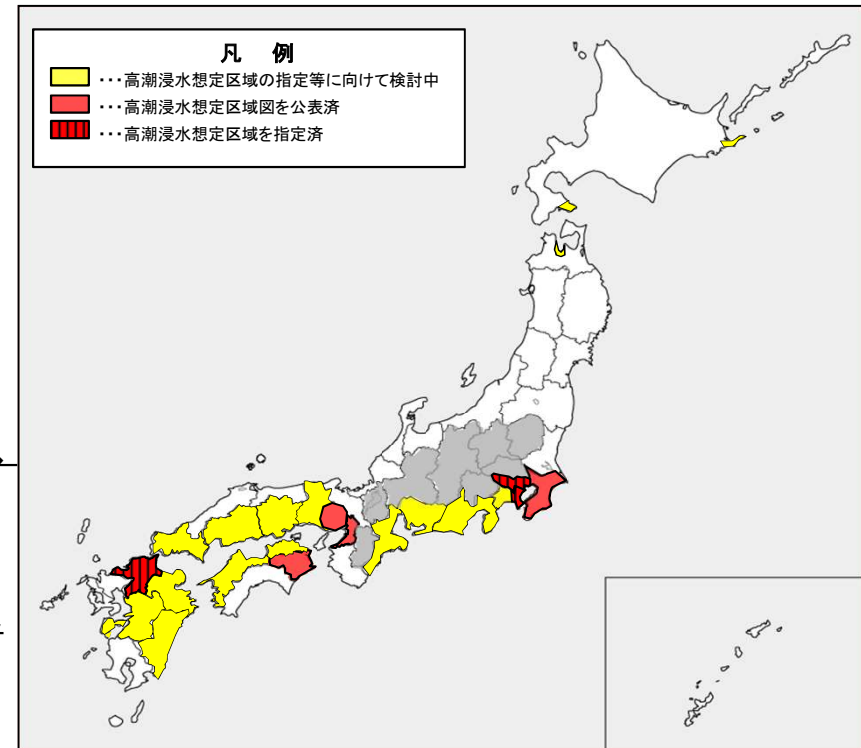 凡 例
・・・高潮浸水想定区域の指定等に向けて検討中
・・・高潮浸水想定区域図を公表済
・・・高潮浸水想定区域を指定済